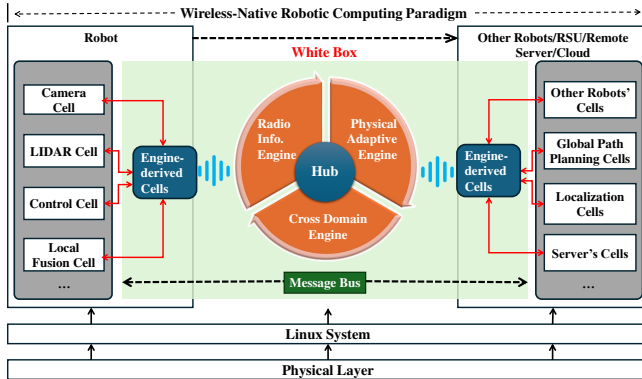 Wireless-Native Robotic Computing Paradigm
Robot
Other Robots/RSU/Remote
Server/Cloud
White Box
Camera
Cell
LIDAR Cell
Control Cell
Local
Fusion Cell
...
Engine-
derived
Cells
Radio
Info.
Engine
Physical
Adaptive
Engine
Hub
Cross Domain
Engine
Engine-
derived
Cells
Other Robots'
Cells
Global Path
Planning Cells
Localization
Cells
Server's Cells
...
Message Bus
Linux System
Physical Layer